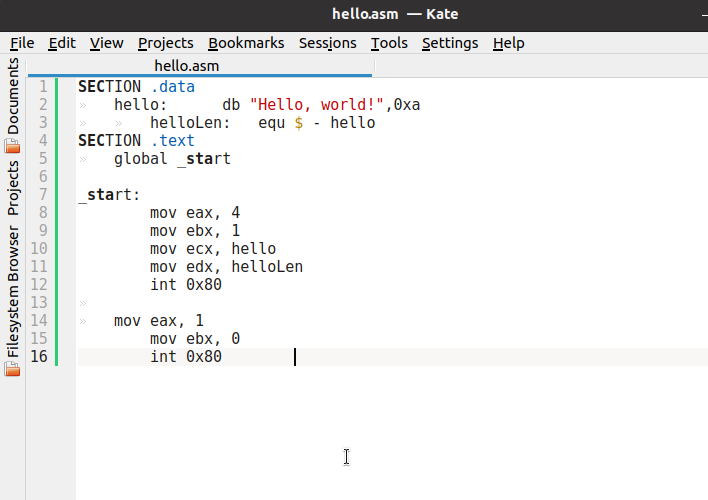 hello.asm — Kate
File Edit View Projects Bookmarks Sessions Tools Settings Help
hello.asm
Documents
Projects
Filesystem Browser
1 SECTION .data
2 » hello: db "Hello, world!",0xa
3 » » helloLen: equ $ - hello
4 SECTION .text
5 » global _start
6
7 _start:
8 mov eax, 4
9 mov ebx, 1
10 mov ecx, hello
11 mov edx, helloLen
12 int 0x80
13 »
14 » mov eax, 1
15 mov ebx, 0
16 int 0x80